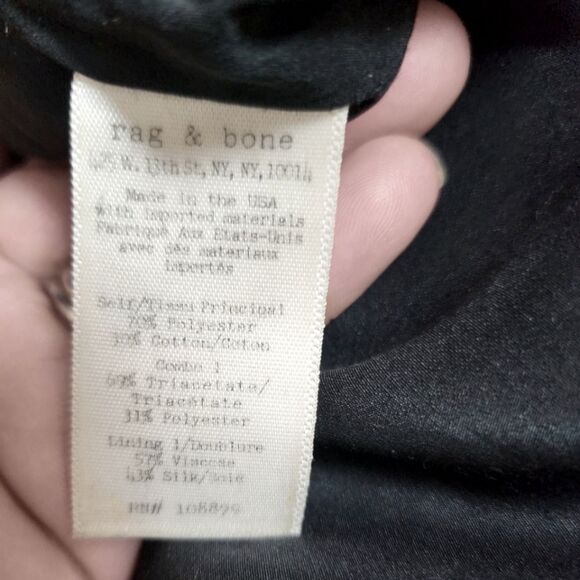 rag & bone
425 W. 13th St, NY, NY, 10014
Made in the USA
with imported materials
Fabriqué Aux Etats-Unis
avec dés materiaux
importés
Self/Tissu Principal
70% Polyester
30% Cotton/Coton
Combo 1
69% Triacetate/
Triacétate
31% Polyester
Lining 1/Doublure
57% Viscose
43% Silk/Soie
RN# 108899